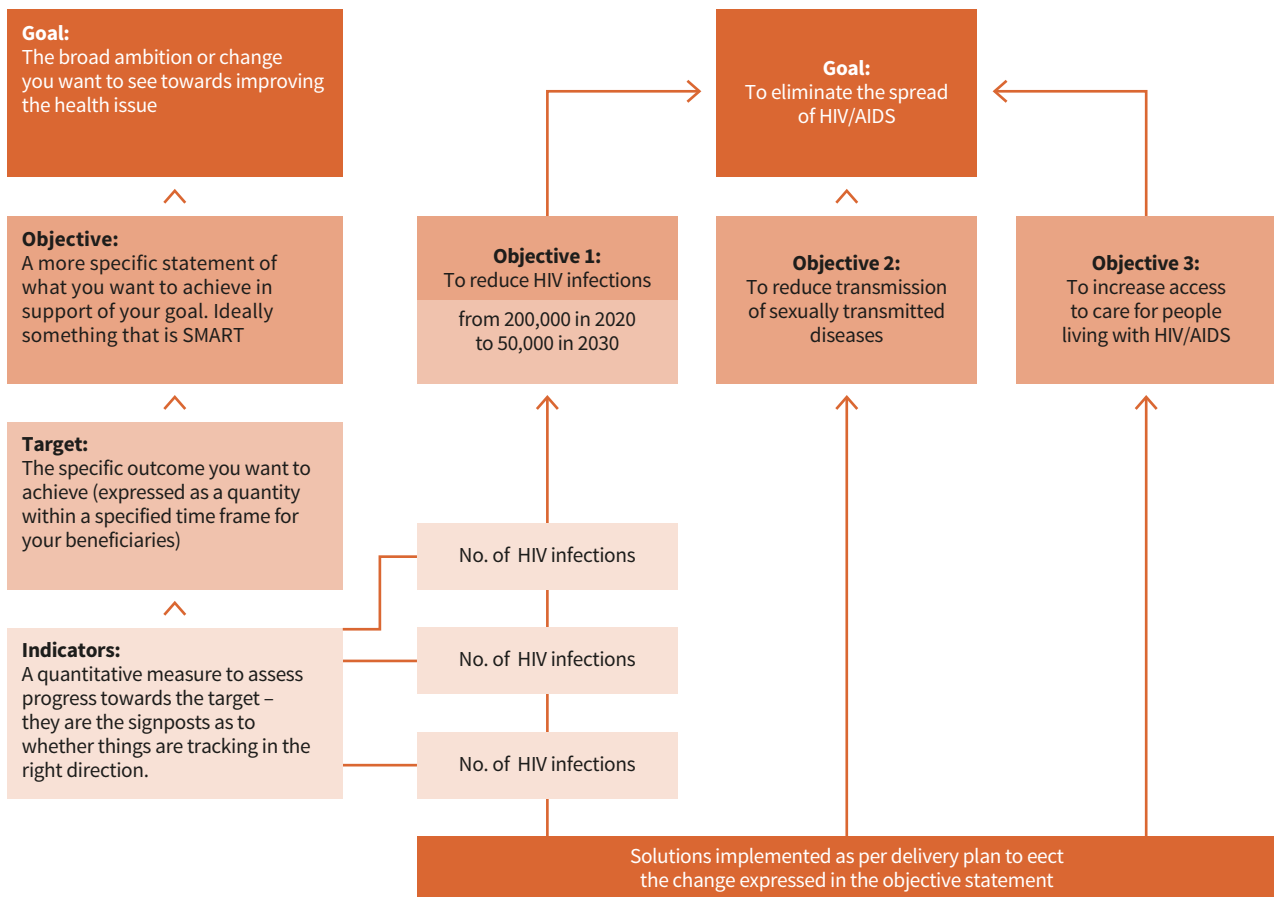 Goal:
The broad ambition or change
you want to see towards improving
the health issue
Objective:
A more specific statement of
what you want to achieve in
support of your goal. Ideally
something that is SMART
Target:
The specific outcome you want to
achieve (expressed as a quantity
within a specified time frame for
your beneficiaries)
Indicators:
A quantitative measure to assess
progress towards the target –
they are the signposts as to
whether things are tracking in the
right direction.
Goal:
To eliminate the spread
of HIV/AIDS
Objective 1:
To reduce HIV infections
from 200,000 in 2020
to 50,000 in 2030
Objective 2:
To reduce transmission
of sexually transmitted
diseases
Objective 3:
To increase access
to care for people
living with HIV/AIDS
No. of HIV infections
No. of HIV infections
No. of HIV infections
Solutions implemented as per delivery plan to eect
the change expressed in the objective statement